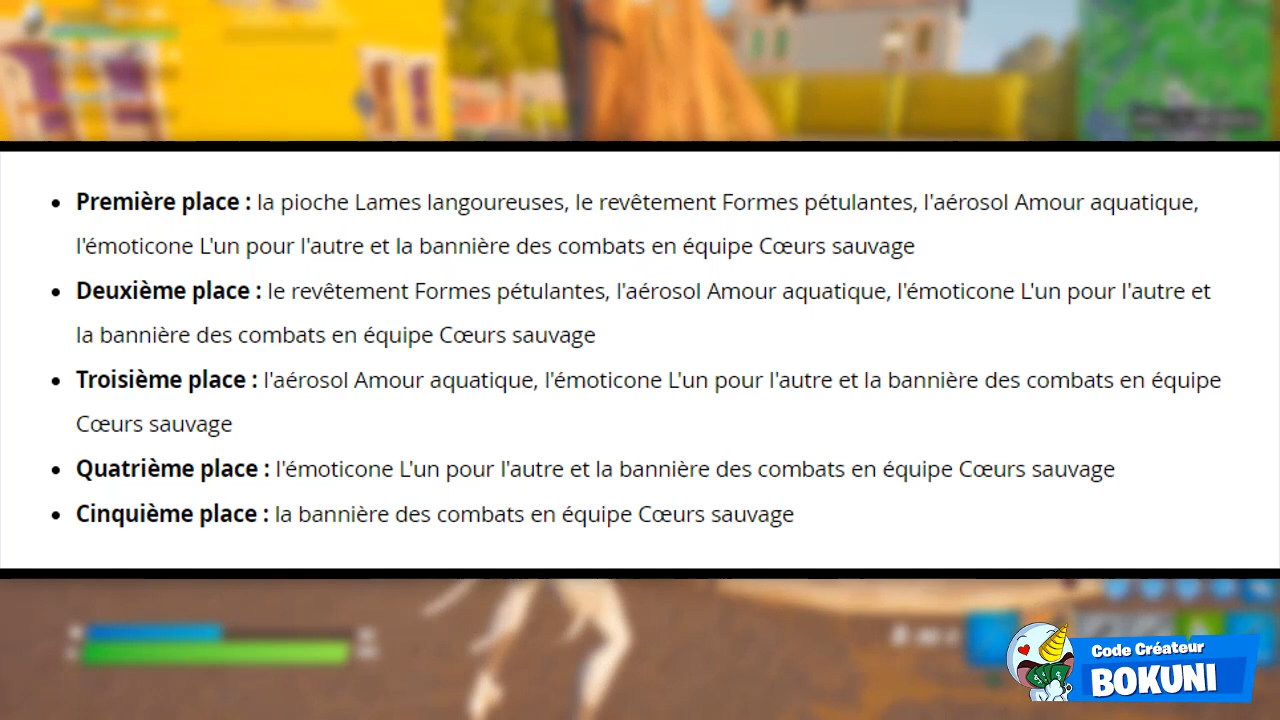 Première place : la pioche Lames langoureuses, le revêtement Formes pétulantes, l'aérosol Amour aquatique,
l'émoticone L'un pour l'autre et la bannière des combats en équipe Cœurs sauvage
Deuxième place : le revêtement Formes pétulantes, l'aérosol Amour aquatique, l'émoticone L'un pour l'autre et
la bannière des combats en équipe Cœurs sauvage
Troisième place : l'aérosol Amour aquatique, l'émoticone L'un pour l'autre et la bannière des combats en équipe
Cœurs sauvage
Quatrième place : l'émoticone L'un pour l'autre et la bannière des combats en équipe Cœurs sauvage
Cinquième place : la bannière des combats en équipe Cœurs sauvage
Code Créateur
BOKUNI